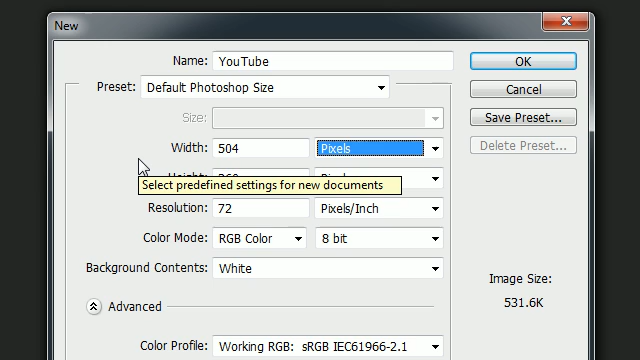 New
Name: YouTube
OK
Preset: Default Photoshop Size
Cancel
Size:
Save Preset...
Width: 504 Pixels
Delete Preset...
Select predefined settings for new documents
Resolution: 72 Pixels/Inch
Color Mode: RGB Color 8 bit
Background Contents: White
Image Size:
531.6K
Advanced
Color Profile: Working RGB: sRGB IEC61966-2.1